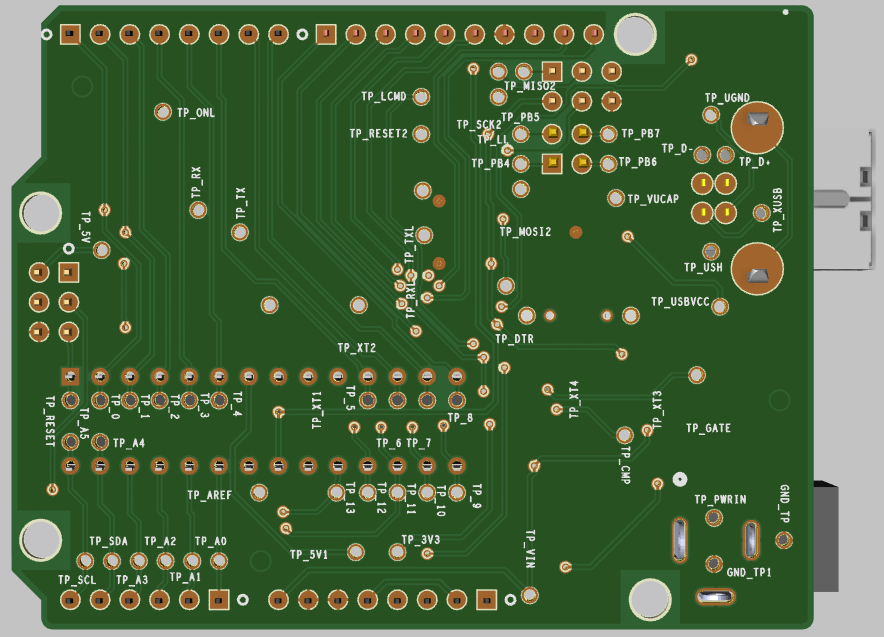 TP_LCMD
TP_MISO2
TP_UGND
TP_ONL
TP_PB5
TP_SCK2
TP_LL
TP_RESET2
TP_PB7
TP_D-
TP_D+
TP_PB4
TP_PB6
TP_RX
TP_TX
TP_VUCAP
TP_XUSB
TP_5V
TP_TXL
TP_MOSI2
TP_USH
TP_RXL
TP_USBVCC
TP_DTR
TP_XT2
TP_RESET
TP_A5
TP_0
TP_1
TP_2
TP_3
TP_4
TP_XT1
TP_5
TP_8
TP_XT4
TP_XT3
TP_GATE
TP_A4
TP_6
TP_7
TP_CMP
TP_AREF
TP_13
TP_12
TP_11
TP_10
TP_9
TP_PWRIN
GND_TP
TP_SDA
TP_A2
TP_A0
TP_5V1
TP_3V3
TP_VIN
GND_TP1
TP_SCL
TP_A3
TP_A1